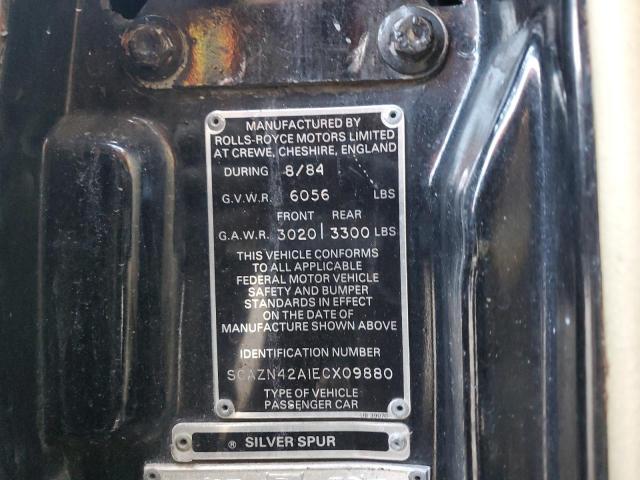 MANUFACTURED BY
ROLLS-ROYCE MOTORS LIMITED
AT CREWE, CHESHIRE, ENGLAND
DURING 8/84
G.V.W.R. 6056 LBS
FRONT REAR
G.A.W.R. 3020 3300 LBS
THIS VEHICLE CONFORMS
TO ALL APPLICABLE
FEDERAL MOTOR VEHICLE
SAFETY AND BUMPER
STANDARDS IN EFFECT
ON THE DATE OF
MANUFACTURE SHOWN ABOVE
IDENTIFICATION NUMBER
SCAZN42A1ECX09880
TYPE OF VEHICLE
PASSENGER CAR
® SILVER SPUR